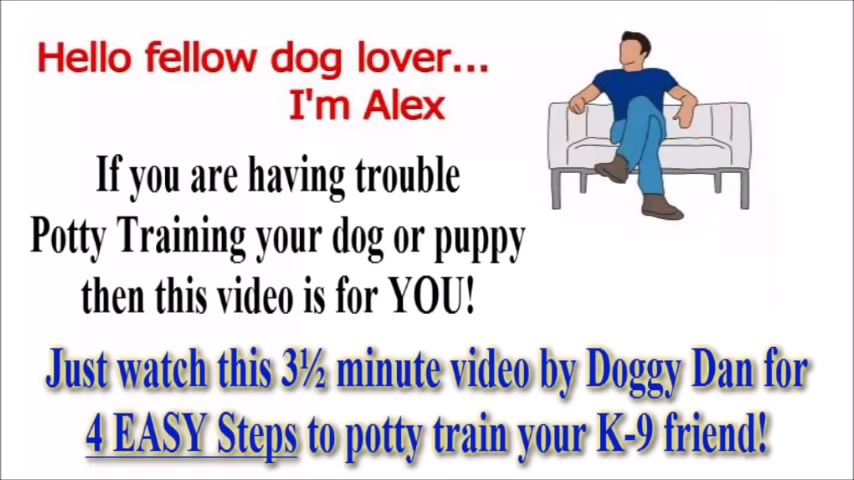 Hello fellow dog lover...
I'm Alex
If you are having trouble
Potty Training your dog or puppy
then this video is for YOU!
Just watch this 3½ minute video by Doggy Dan for
4 EASY Steps to potty train your K-9 friend!